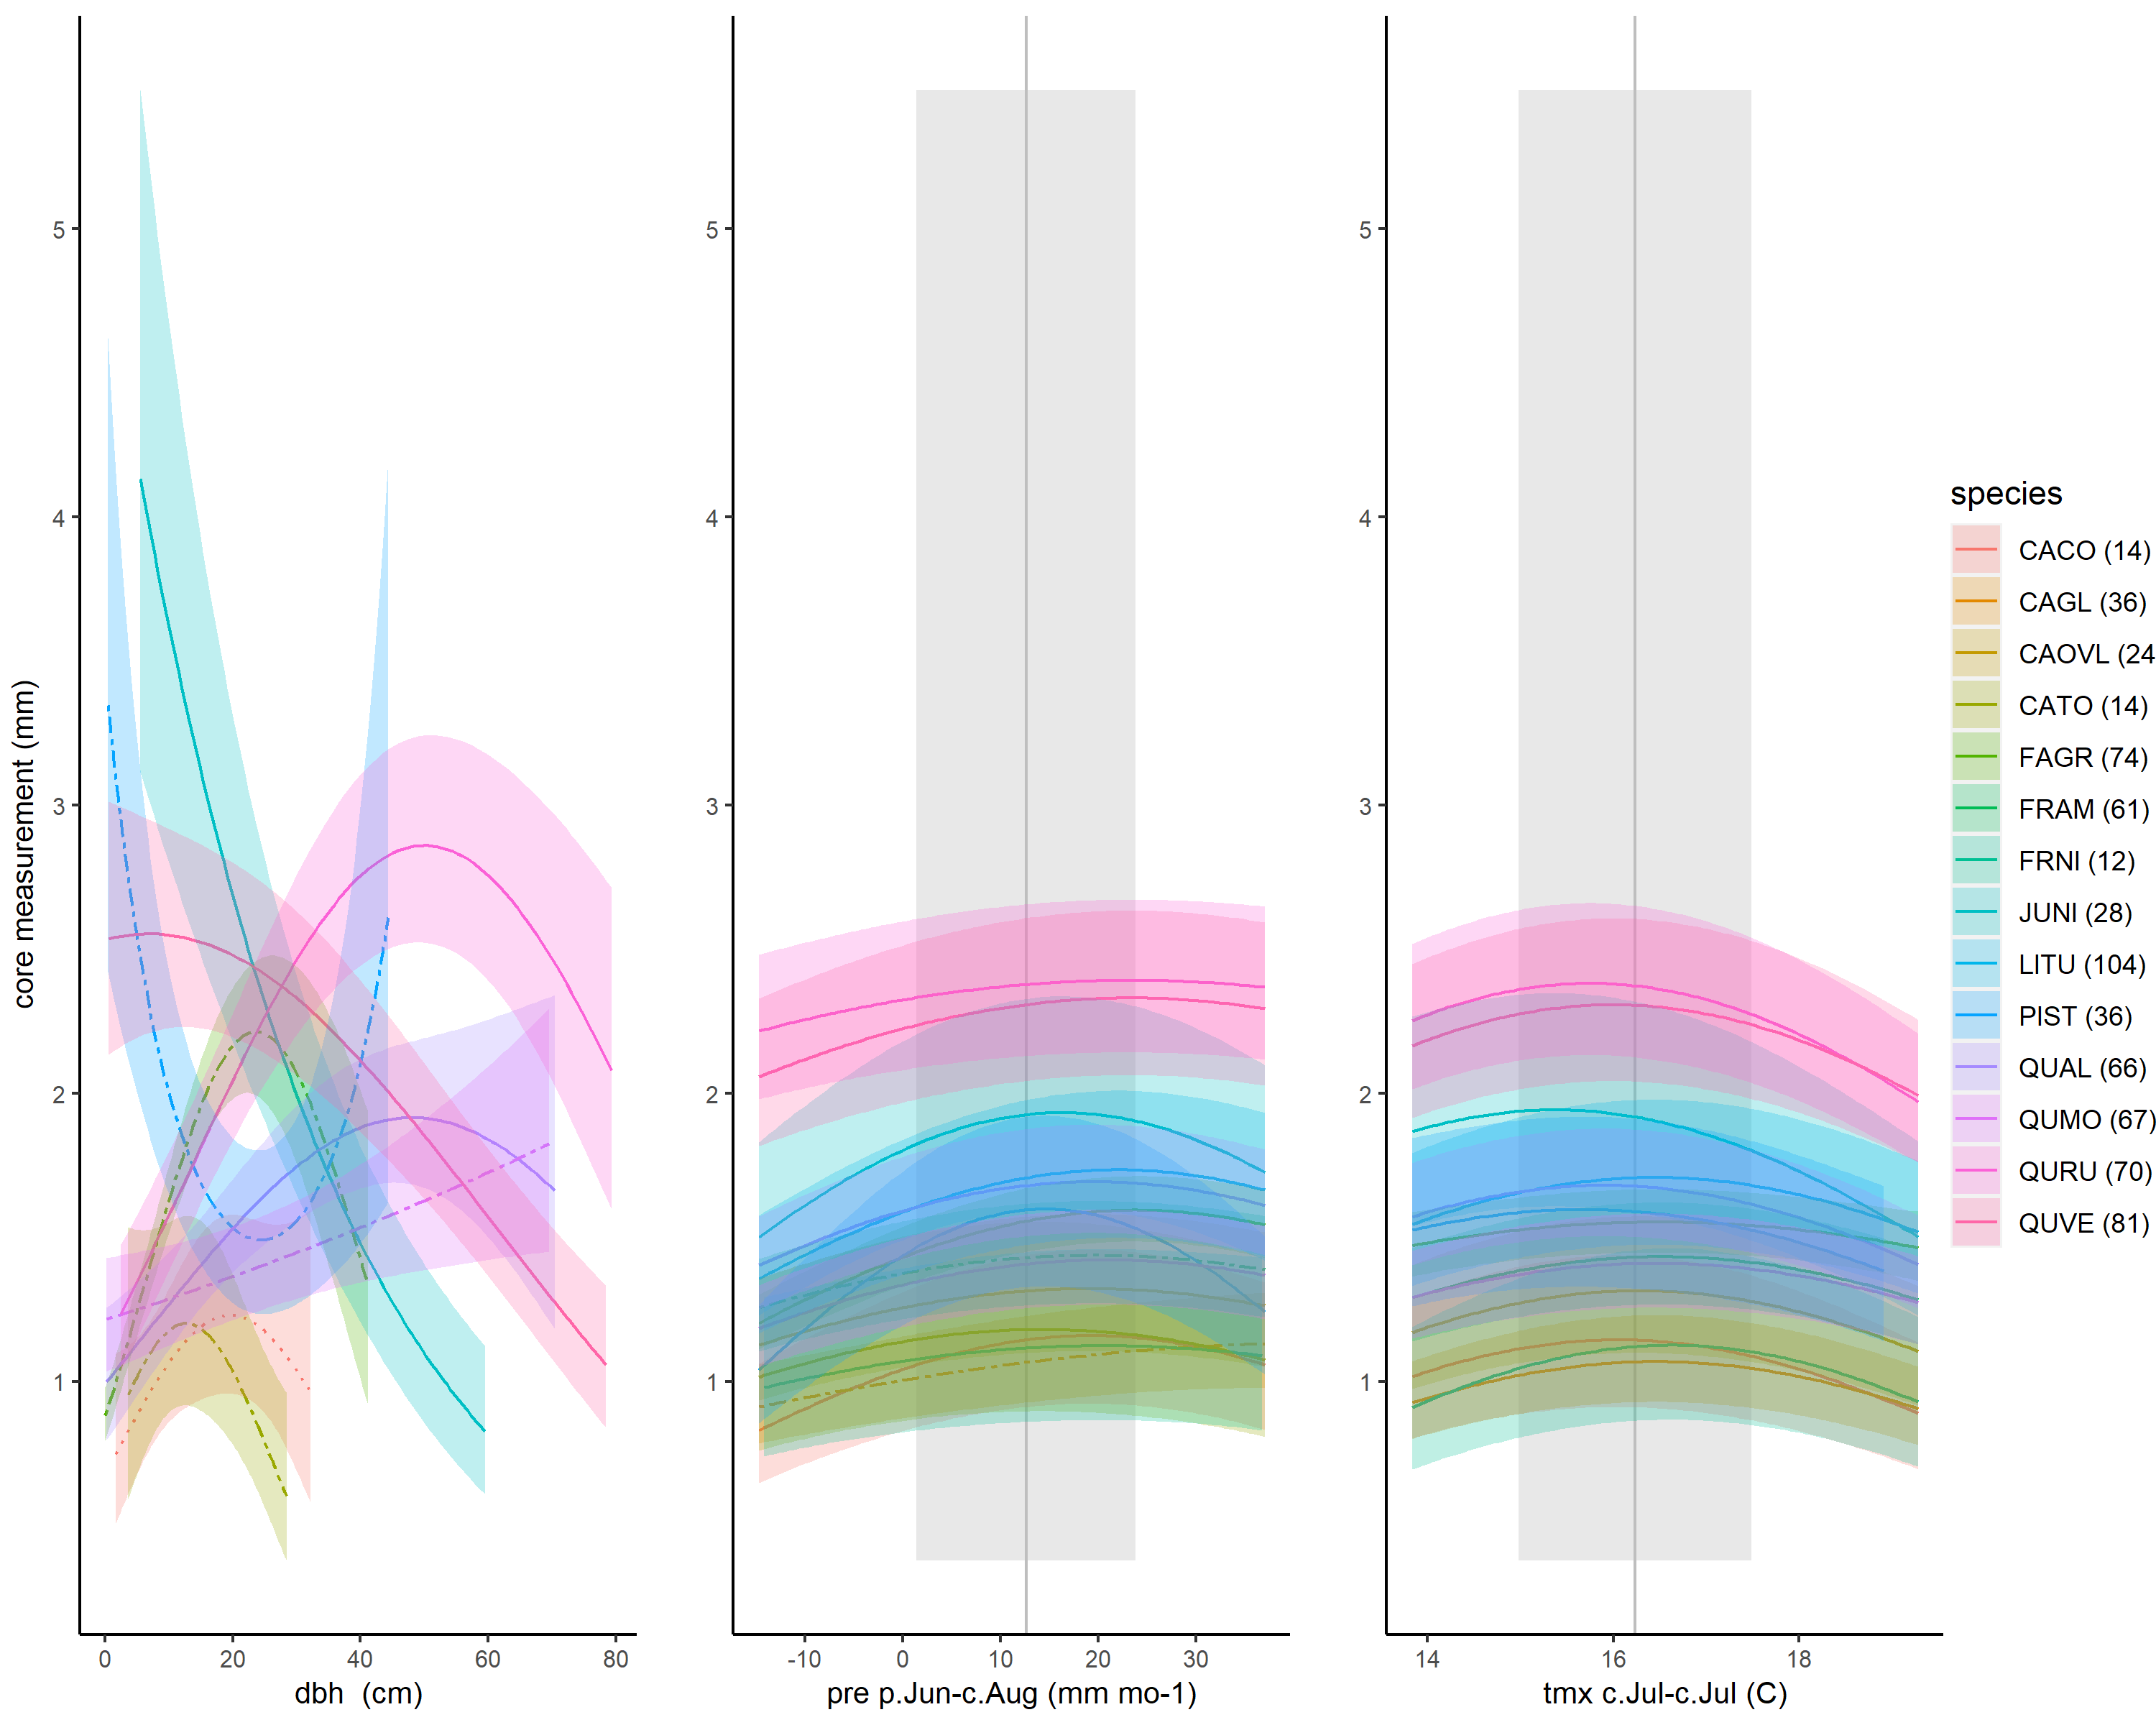 core measurement (mm)
5
4
3
2
1
0
20
40
60
80
dbh  (cm)
5
4
3
2
1
-10
0
10
20
30
pre p.Jun-c.Aug (mm mo-1)
5
4
3
2
1
14
16
18
tmx c.Jul-c.Jul (C)
species
CACO (14)
CAGL (36)
CAOVL (24
CATO (14)
FAGR (74)
FRAM (61)
FRNI (12)
JUNI (28)
LITU (104)
PIST (36)
QUAL (66)
QUMO (67)
QURU (70)
QUVE (81)